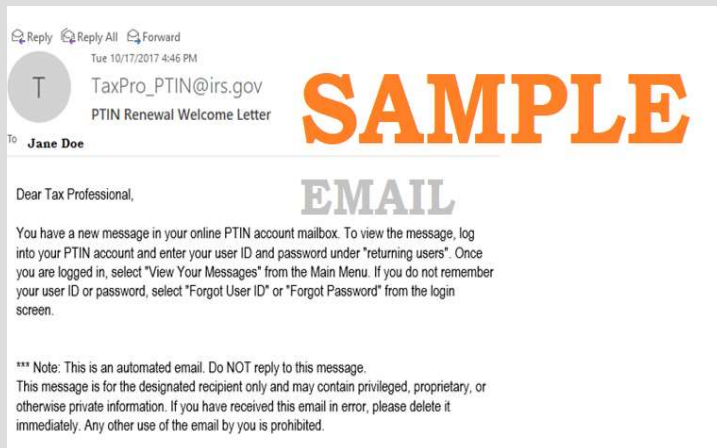 Reply Reply All Forward
Tue 10/17/2017 4:46 PM
T
TaxPro_PTIN@irs.gov
PTIN Renewal Welcome Letter
To Jane Doe
SAMPLE
EMAIL
Dear Tax Professional,
You have a new message in your online PTIN account mailbox. To view the message, log
into your PTIN account and enter your user ID and password under "returning users". Once
you are logged in, select "View Your Messages" from the Main Menu. If you do not remember
your user ID or password, select "Forgot User ID" or "Forgot Password" from the login
screen.
*** Note: This is an automated email. Do NOT reply to this message.
This message is for the designated recipient only and may contain privileged, proprietary, or
otherwise private information. If you have received this email in error, please delete it
immediately. Any other use of the email by you is prohibited.